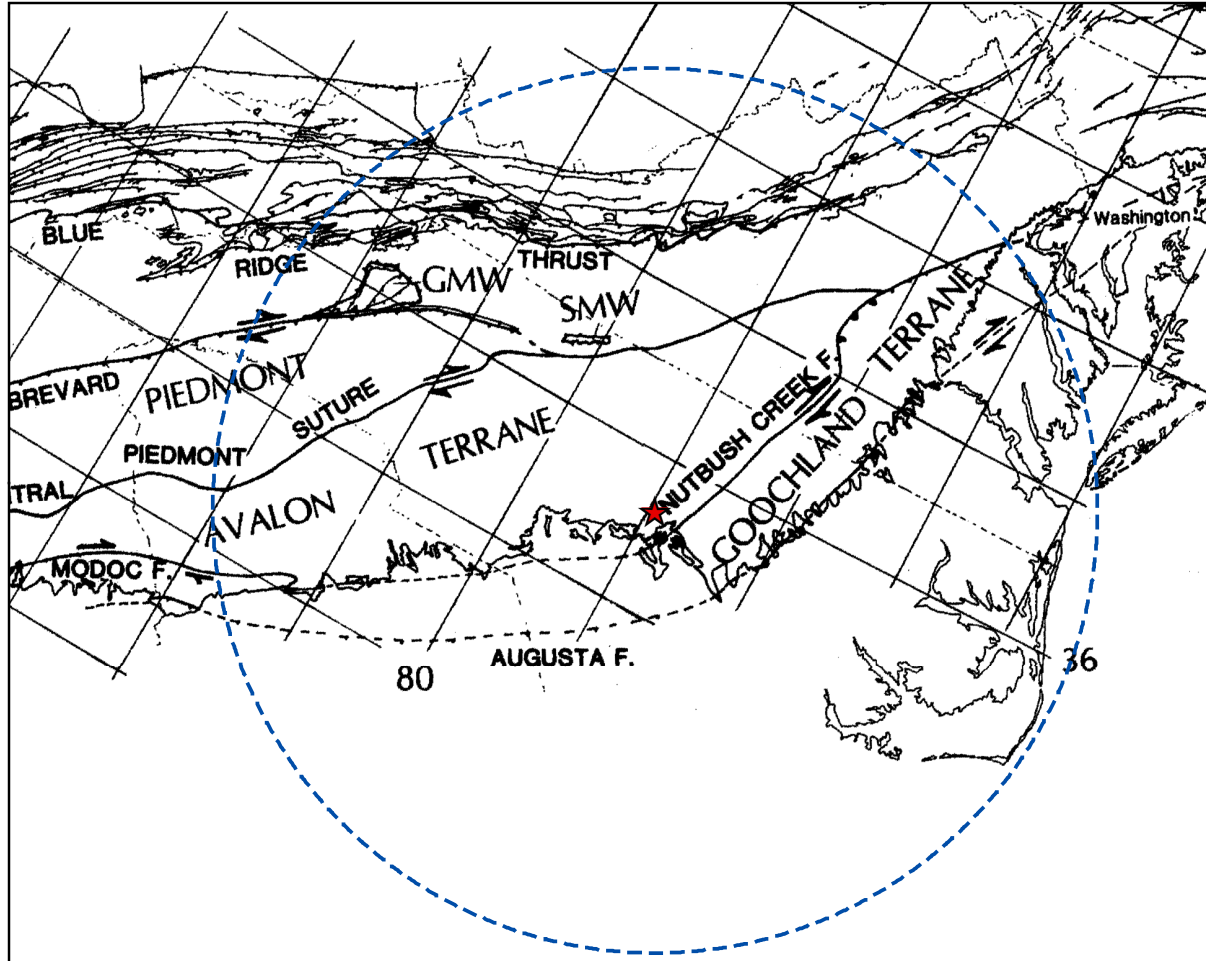 Washington
BLUE
RIDGE
THRUST
GMW
SMW
BREVARD
PIEDMONT
SUTURE
TERRANE
NUTBUSH CREEK F.
GOOCHLAND TERRANE
PIEDMONT
TRAL
AVALON
MODOC F.
AUGUSTA F.
80
36